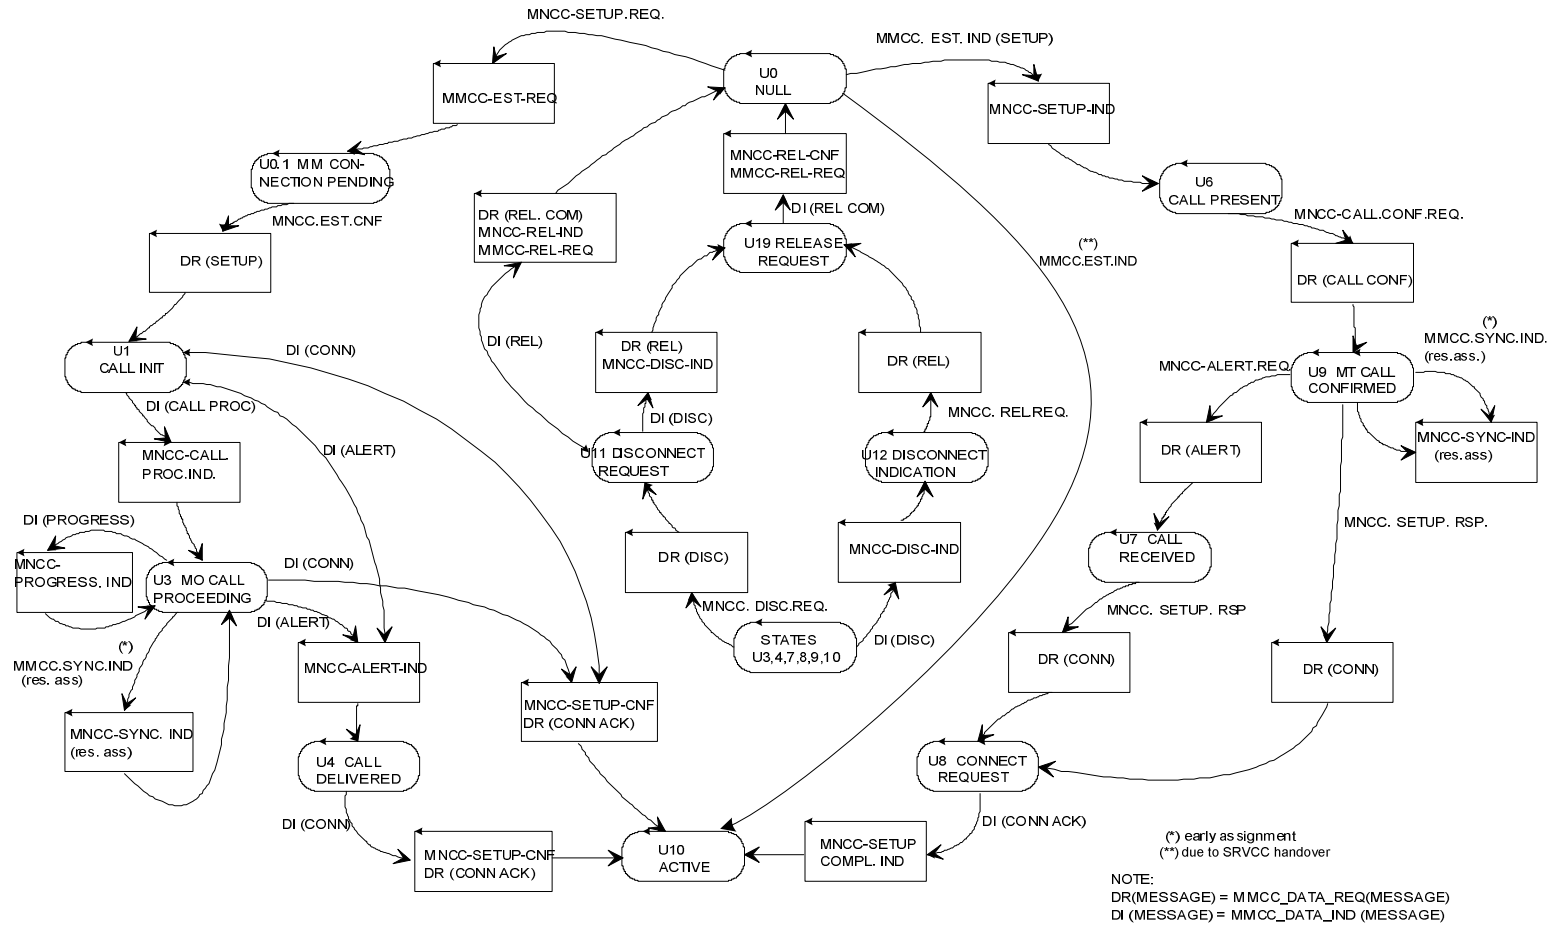 MNCC-SETUP.REQ.
MMCC. EST. IND (SETUP)
U0
NULL
MMCC-EST-REQ
MNCC-SETUP-IND
U0.1 MM CON-
NECTION PENDING
MNCC.EST.CNF
MNCC-REL-CNF
MMCC-REL-REQ
U6
CALL PRESENT
DR (REL. COM)
MNCC-REL-IND
MMCC-REL-REQ
DI (REL COM)
MNCC-CALL.CONF.REQ.
DR (SETUP)
U19 RELEASE
REQUEST
(**)
MMCC.EST.IND
DR (CALL CONF)
U1
CALL INIT
DI (CONN)
DI (REL)
DR (REL)
MNCC-DISC-IND
DR (REL)
(*)
MMCC.SYNC.IND.
(res.ass.)
MNCC-ALERT.REQ
U9 MT CALL
CONFIRMED
DI (CALL PROC)
DI (DISC)
MNCC. REL.REQ.
MNCC-CALL.
PROC.IND.
DI (ALERT)
U11 DISCONNECT
REQUEST
U12 DISCONNECT
INDICATION
DR (ALERT)
MNCC-SYNC-IND
(res.ass)
DI (PROGRESS)
MNCC. SETUP. RSP.
MNCC-
PROGRESS. IND
U3 MO CALL
PROCEEDING
DI (CONN)
DR (DISC)
MNCC-DISC-IND
U7 CALL
RECEIVED
DI (ALERT)
MNCC. DISC.REQ.
MNCC. SETUP. RSP
(*)
MMCC.SYNC.IND
(res. ass)
STATES
U3,4,7,8,9,10
DI (DISC)
MNCC-ALERT-IND
DR (CONN)
DR (CONN)
MNCC-SYNC. IND
(res. ass)
MNCC-SETUP-CNF
DR (CONN ACK)
U4 CALL
DELIVERED
U8 CONNECT
REQUEST
DI (CONN)
DI (CONN ACK)
MNCC-SETUP-CNF
DR (CONN ACK)
U10
ACTIVE
MNCC-SETUP
COMPL. IND
(*) early assignment
(**) due to SRVCC handover
NOTE:
DR(MESSAGE) = MMCC_DATA_REQ(MESSAGE)
DI (MESSAGE) = MMCC_DATA_IND (MESSAGE)